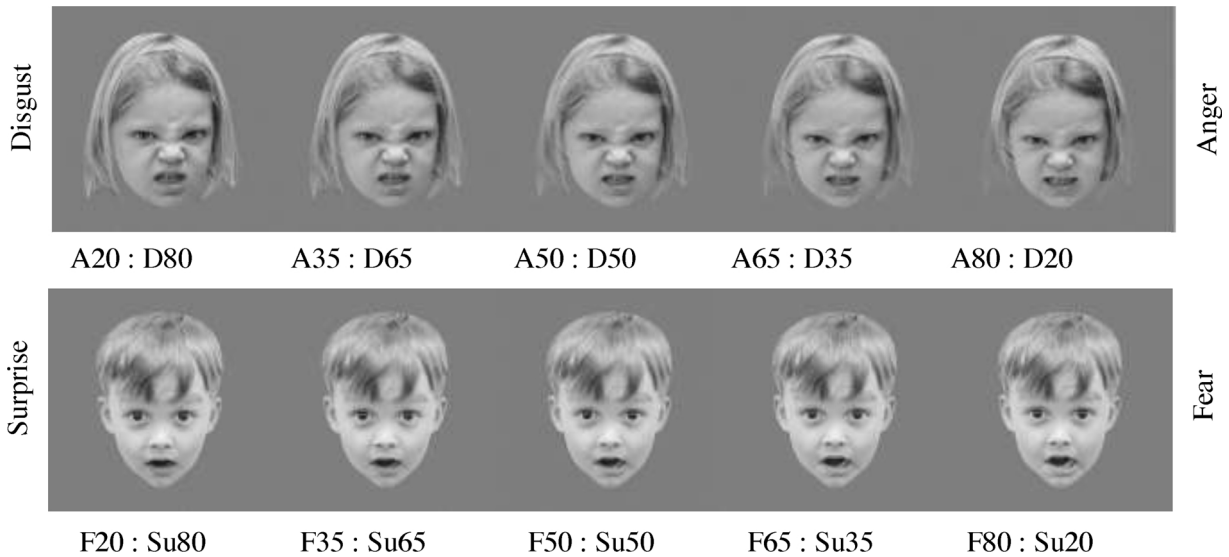 Disgust
Anger
A20 : D80
A35 : D65
A50 : D50
A65 : D35
A80 : D20
Surprise
Fear
F20 : Su80
F35 : Su65
F50 : Su50
F65 : Su35
F80 : Su20